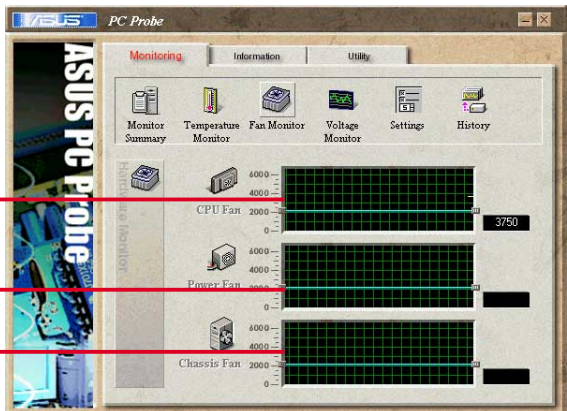 ASUS PC Probe
Monitoring Information Utility
Monitor Summary
Temperature Monitor
Fan Monitor
Voltage Monitor
Settings
History
ASUS PC Probe
Hardware Monitor
CPU Fan
6000
4000
2000
0
3750
Power Fan
6000
4000
2000
0
Chassis Fan
6000
4000
2000
0